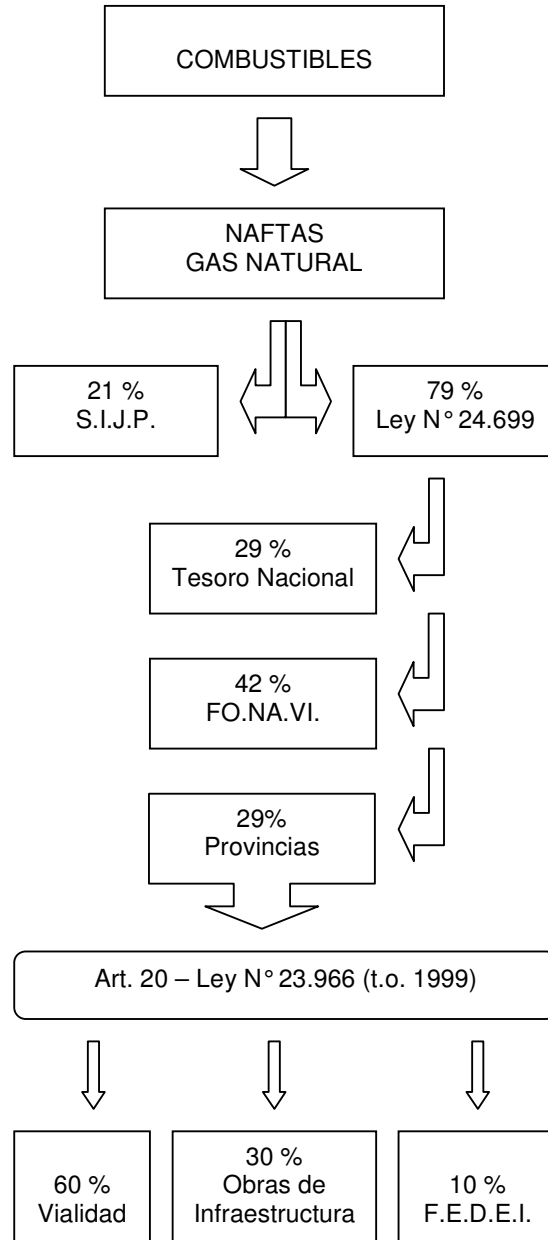 COMBUSTIBLES
NAFTAS
GAS NATURAL
21 %
S.I.J.P.
79 %
Ley N° 24.699
29 %
Tesoro Nacional
42 %
FO.NA.VI.
29%
Provincias
Art. 20 – Ley N° 23.966 (t.o. 1999)
60 %
Vialidad
30 %
Obras de
Infraestructura
10 %
F.E.D.E.I.